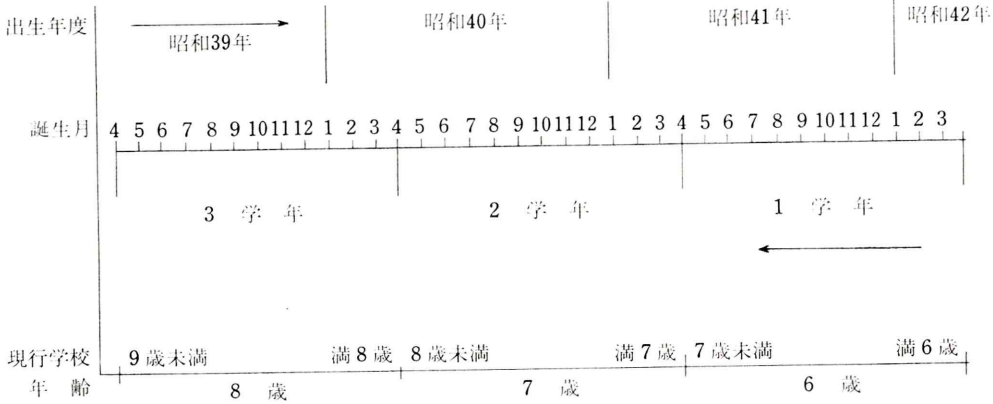 出生年度 昭和39年 昭和40年 昭和41年 昭和42年
誕生月 4 5 6 7 8 9 10 11 12 1 2 3 4 5 6 7 8 9 10 11 12 1 2 3 4 5 6 7 8 9 10 11 12 1 2 3
3 学 年 2 学 年 1 学 年
現行学校 9歳未満 満8歳 8歳未満 満7歳 7歳未満 満6歳
年 齢 8 歳 7 歳 6 歳